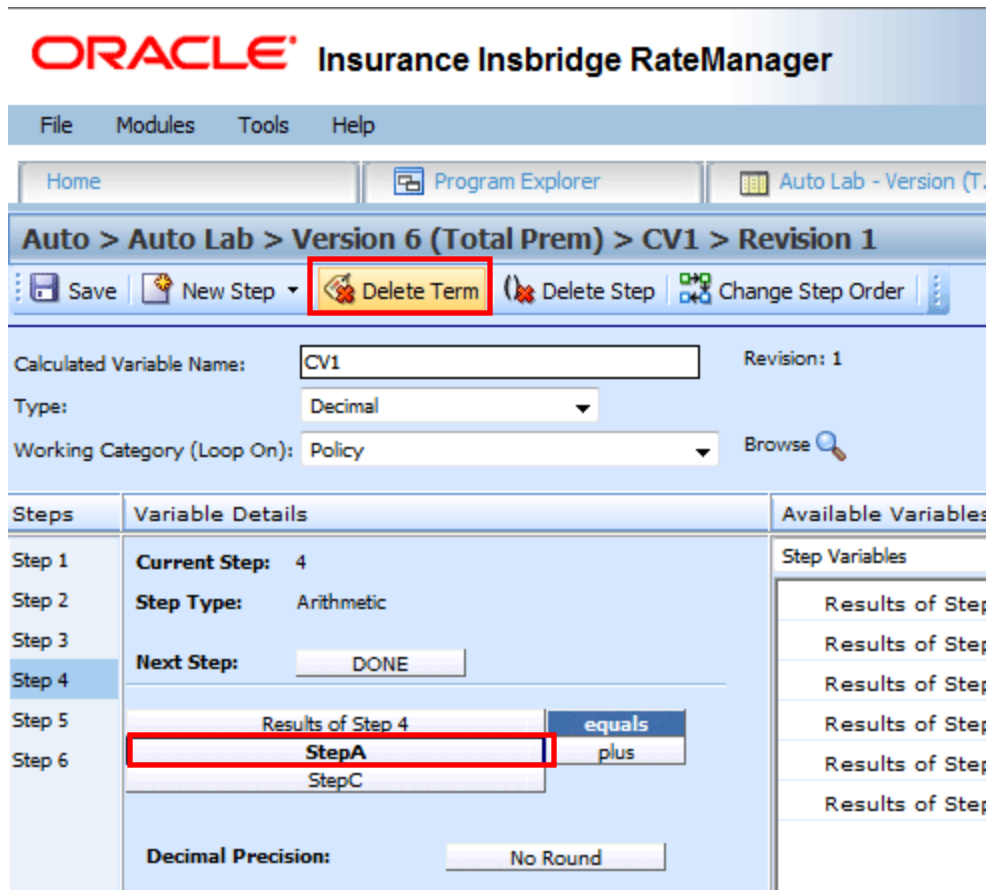 ORACLE Insurance Insbridge RateManager
File Modules Tools Help
Home Program Explorer Auto Lab - Version (T.
Auto > Auto Lab > Version 6 (Total Prem) > CV1 > Revision 1
Save New Step Delete Term Delete Step Change Step Order
Calculated Variable Name: CV1 Revision: 1
Type: Decimal
Working Category (Loop On): Policy Browse
Steps Variable Details Available Variables
Step 1 Current Step: 4 Step Variables
Step 2 Step Type: Arithmetic Results of Step
Step 3 Results of Step
Next Step: DONE
Step 4 Results of Step
Step 5 Results of Step 4 equals Results of Step
StepA plus
Step 6 Results of Step
StepC
Results of Step
Decimal Precision: No Round